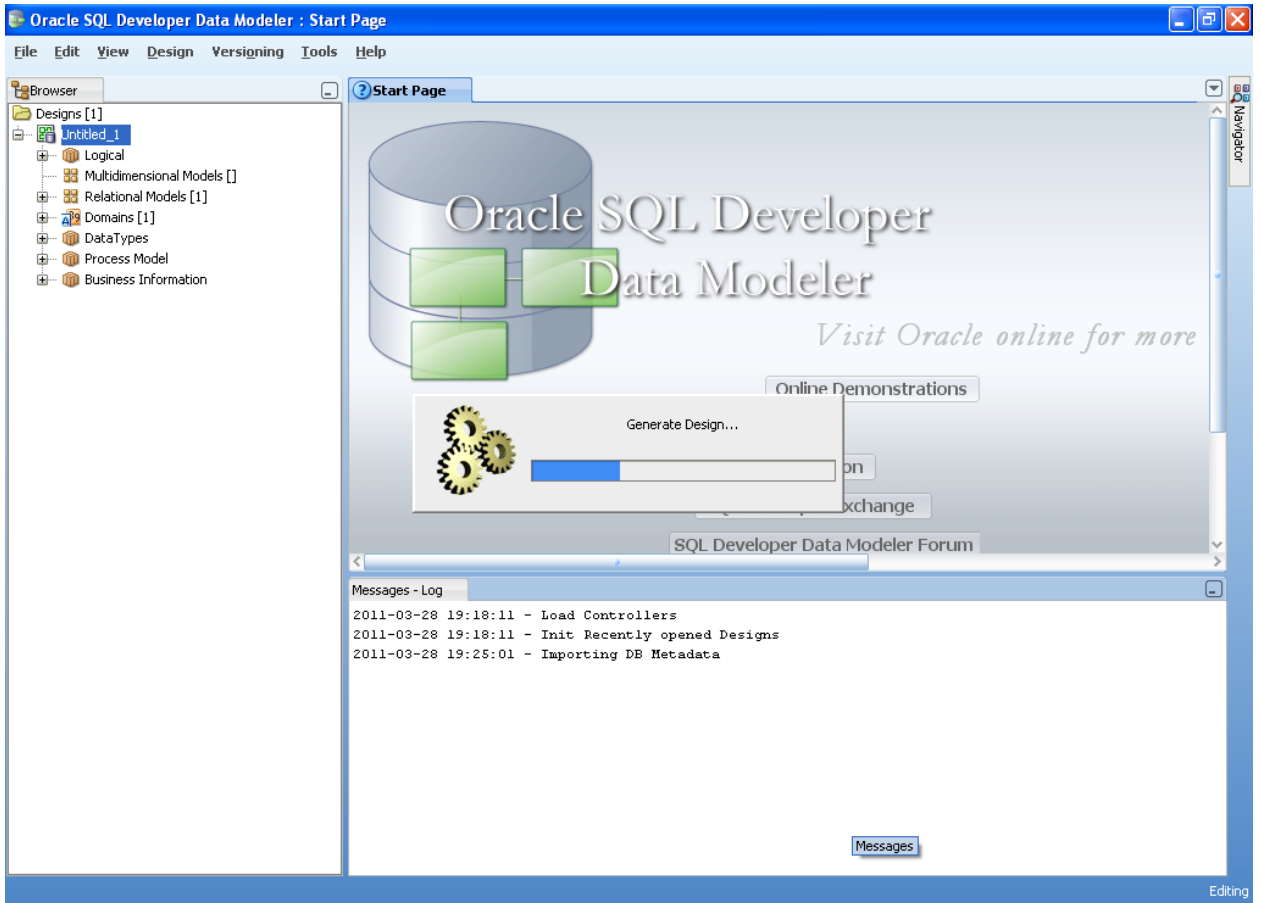 Oracle SQL Developer Data Modeler : Start Page
File Edit View Design Versioning Tools Help
Browser
Designs [1]
Untitled_1
Logical
Multidimensional Models []
Relational Models [1]
Domains [1]
DataTypes
Process Model
Business Information
Start Page
Navigator
Oracle SQL Developer
Data Modeler
Visit Oracle online for more
Online Demonstrations
Generate Design...
on
xchange
SQL Developer Data Modeler Forum
Messages - Log
2011-03-28 19:18:11 - Load Controllers
2011-03-28 19:18:11 - Init Recently opened Designs
2011-03-28 19:25:01 - Importing DB Metadata
Messages
Editing